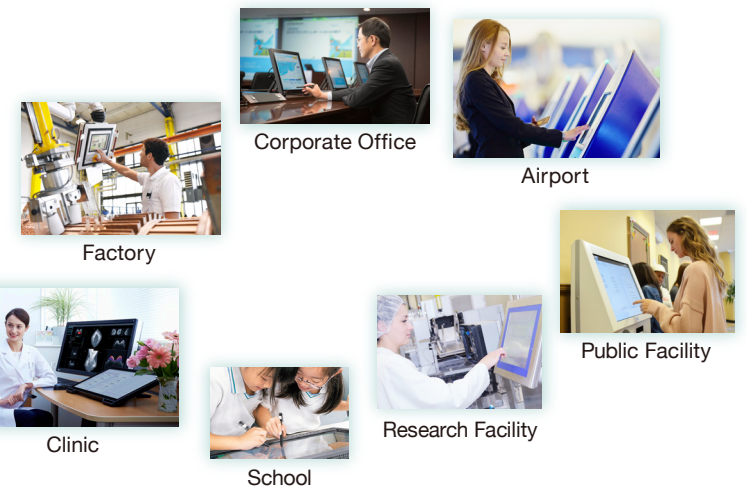 Corporate Office
Airport
Factory
Public Facility
Research Facility
Clinic
School